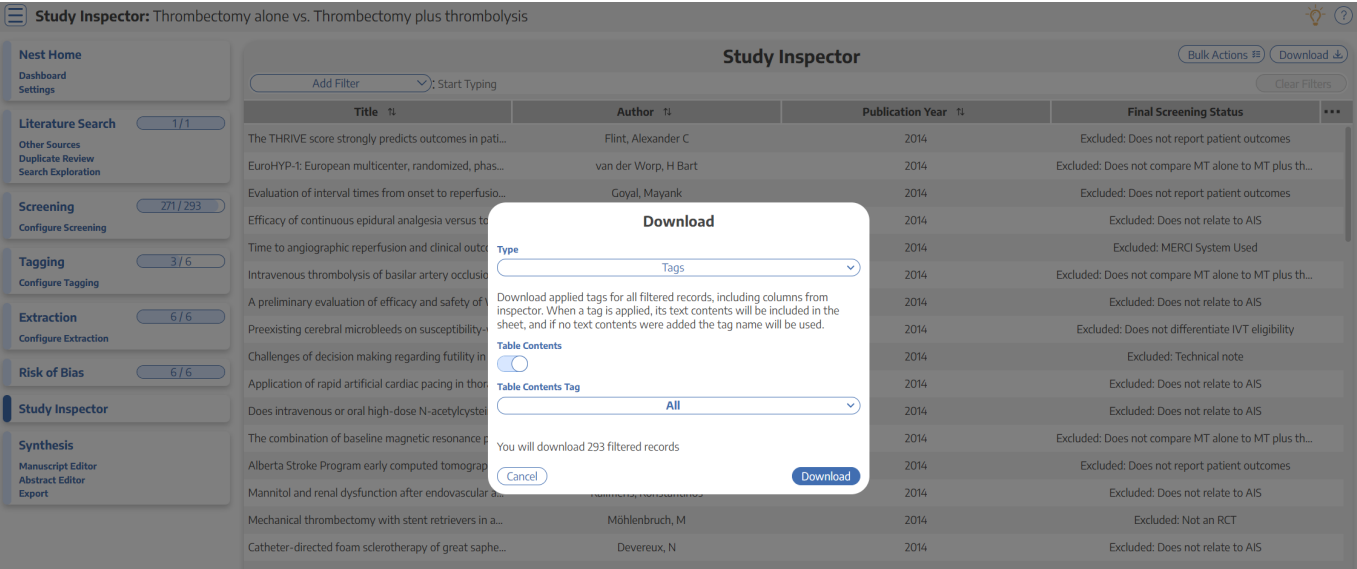 Study Inspector: Thrombectomy alone vs. Thrombectomy plus thrombolysis
?
Nest Home
Dashboard
Settings
Literature Search 1 / 1
Other Sources
Duplicate Review
Search Exploration
Screening 271 / 293
Configure Screening
Tagging 3 / 6
Configure Tagging
Extraction 6 / 6
Configure Extraction
Risk of Bias 6 / 6
Study Inspector
Synthesis
Manuscript Editor
Abstract Editor
Export
Study Inspector
Bulk Actions Download
Add Filter : Start Typing Clear Filters
Title Author Publication Year Final Screening Status •••
The THRIVE score strongly predicts outcomes in pati... Flint, Alexander C 2014 Excluded: Does not report patient outcomes
EuroHYP-1: European multicenter, randomized, phas... van der Worp, H Bart 2014 Excluded: Does not compare MT alone to MT plus th...
Evaluation of interval times from onset to reperfusio... Goyal, Mayank 2014 Excluded: Does not report patient outcomes
Efficacy of continuous epidural analgesia versus 2014 Excluded: Does not relate to AIS
Time to angiographic reperfusion and clinical 2014 Excluded: MERCI System Used
Intravenous thrombolysis of basilar artery 2014 Excluded: Does not compare MT alone to MT plus th...
A preliminary evaluation of efficacy and safety of 2014 Excluded: Does not relate to AIS
Preexisting cerebral microbleeds on 2014 Excluded: Does not differentiate IVT eligibility
Challenges of decision making regarding futility in 2014 Excluded: Technical note
Application of rapid artificial cardiac pacing in 2014 Excluded: Does not relate to AIS
Does intravenous or oral high-dose 2014 Excluded: Does not relate to AIS
The combination of baseline magnetic resonance 2014 Excluded: Does not compare MT alone to MT plus th...
Alberta Stroke Program early computed 2014 Excluded: Does not report patient outcomes
Mannitol and renal dysfunction after endovascular a... 2014 Excluded: Does not relate to AIS
Mechanical thrombectomy with stent retrievers in a... Möhlenbruch, M 2014 Excluded: Not an RCT
Catheter-directed foam sclerotherapy of great saphe... Devereux, N 2014 Excluded: Does not relate to AIS
Download
Type
Tags
Download applied tags for all filtered records, including columns from
inspector. When a tag is applied, its text contents will be included in the
sheet, and if no text contents were added the tag name will be used.
Table Contents
Table Contents Tag
All
You will download 293 filtered records
Cancel Download